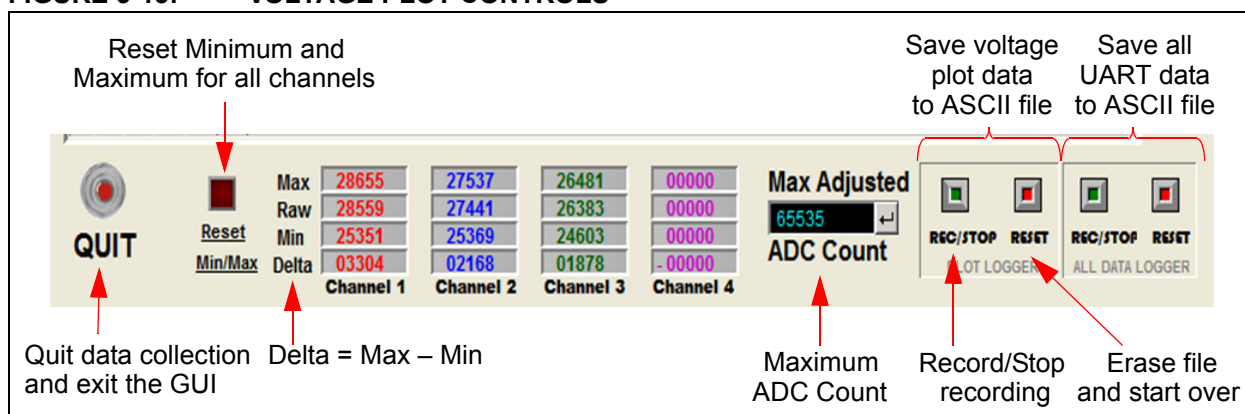 Reset Minimum and
Maximum for all channels
Save voltage
plot data
to ASCII file
Save all
UART data
to ASCII file
QUIT
Reset
Min/Max
Max 28655 27537 26481 00000
Raw 28559 27441 26383 00000
Min 25351 25369 24603 00000
Delta 03304 02168 01878 - 00000
Channel 1 Channel 2 Channel 3 Channel 4
Max Adjusted
65535
ADC Count
REC/STOP RESET
PLOT LOGGER
REC/STOP RESET
ALL DATA LOGGER
Quit data collection
and exit the GUI
Delta = Max – Min
Maximum
ADC Count
Record/Stop
recording
Erase file
and start over